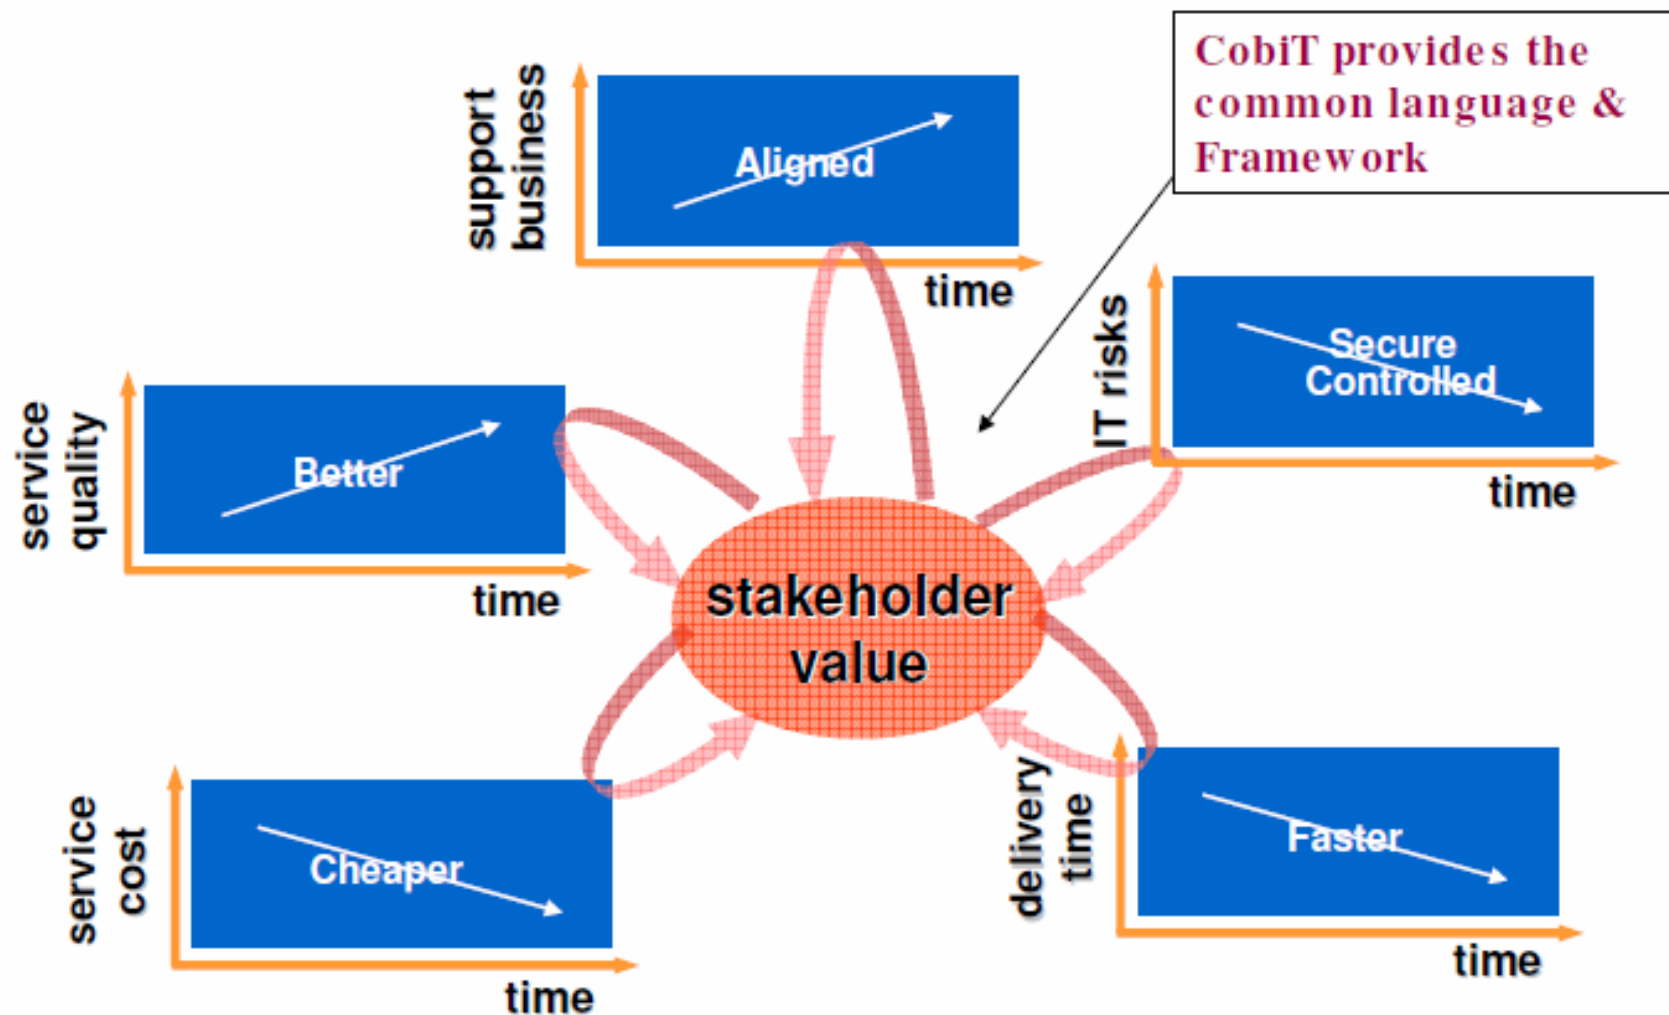 CobiT provides the
common language &
Framework
support
business
Aligned
time
IT risks
Secure
Controlled
time
service
quality
Better
time
stakeholder
value
service
cost
Cheaper
time
delivery
time
Faster
time